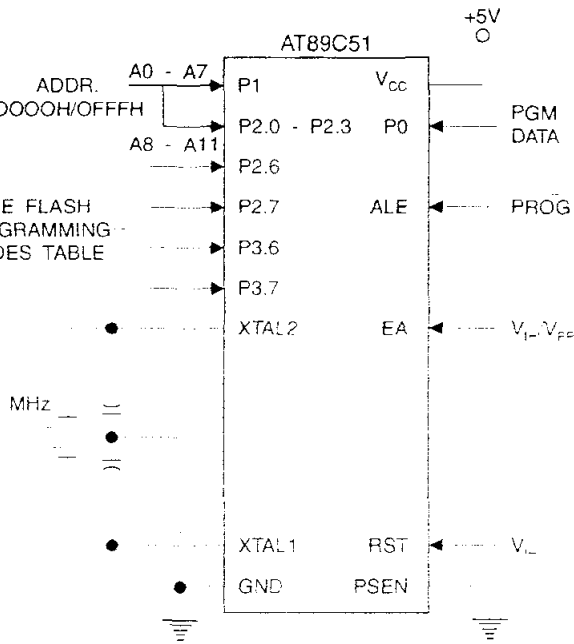 +5V
AT89C51
A0 - A7
ADDR.
OOOOH/OFFFH
P1
VCC
P2.0 - P2.3
P0
PGM
DATA
A8 - A11
P2.6
E FLASH
GRAMMING
DES TABLE
P2.7
ALE
PROG
P3.6
P3.7
XTAL2
EA
MHz
XTAL1
RST
GND
PSEN